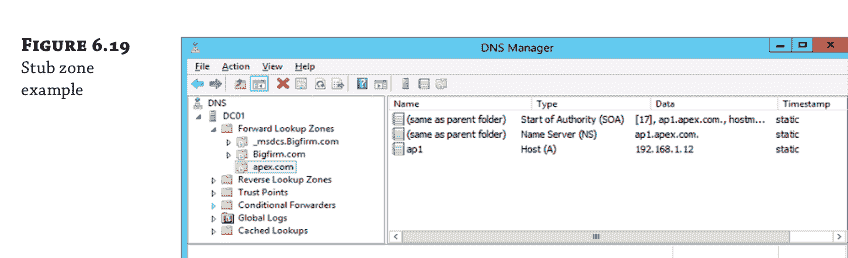 FIGURE 6.19
Stub zone
example
DNS Manager
File Action View Help
DNS
DC01
Forward Lookup Zones
_msdcs.Bigfirm.com
Bigfirm.com
apex.com
Reverse Lookup Zones
Trust Points
Conditional Forwarders
Global Logs
Cached Lookups
Name Type Data Timestamp
(same as parent folder) Start of Authority (SOA) [17], ap1.apex.com., hostm... static
(same as parent folder) Name Server (NS) ap1.apex.com. static
ap1 Host (A) 192.168.1.12 static